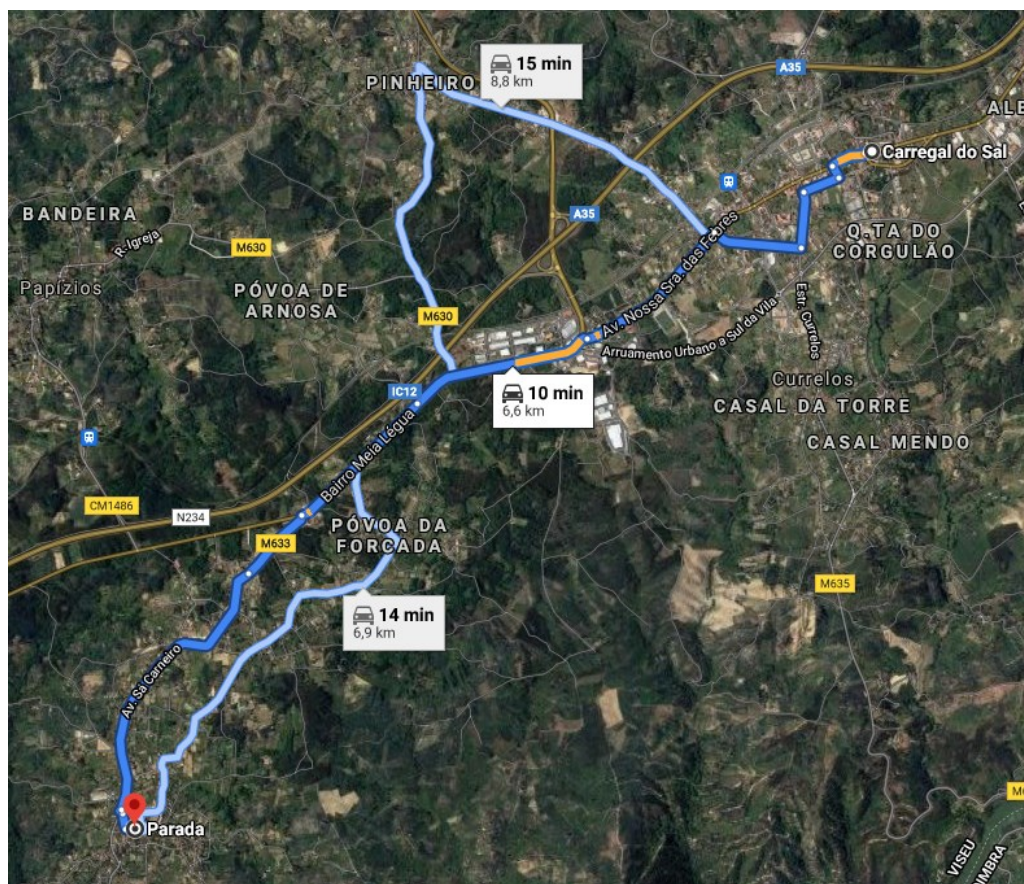 15 min
8,8 km
PINHEIRO
A35
Carregal do Sal
BANDEIRA
R. Igreja
M630
A35
Q.TA DO
CORGULÃO
Papízios
PÓVOA DE
ARNOSA
M630
Av. Nossa Sra. das Febres
Arruamento Urbano a Sul da Vila
Estr. Currelos
IC12
10 min
6,6 km
Currelos
CASAL DA TORRE
CASAL MENDO
Bairro Meia Légua
CM1486
N234
M633
PÓVOA DA
FORCADA
M635
14 min
6,9 km
Av. Sá Carneiro
Parada
VISEU